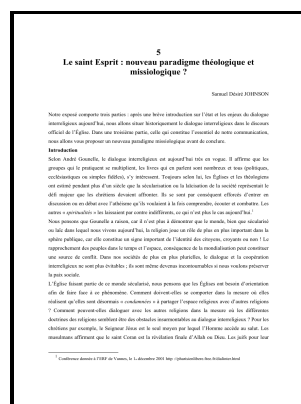 5
Le saint Esprit : nouveau paradigme théologique et
missiologique ?
Samuel Désiré JOHNSON
Notre exposé comporte trois parties : après une brève introduction sur l'état et les enjeux du dialogue
interreligieux aujourd'hui, nous allons situer historiquement le dialogue interreligieux dans le discours
officiel de l'Église. Dans une troisième partie, celle qui constitue l'essentiel de notre communication,
nous allons vous proposer un nouveau paradigme missiologique avant de conclure.
Introduction
Selon André Gounelle, le dialogue interreligieux est aujourd'hui très en vogue. Il affirme que les
groupes qui le pratiquent se multiplient, les livres qui en parlent sont nombreux et tous (politiques,
ecclésiastiques ou simples fidèles), s'y intéressent. Toujours selon lui, les Églises et les théologiens
ont estimé pendant plus d'un siècle que la sécularisation ou la laïcisation de la société représentait le
défi majeur que les chrétiens devaient affronter. Ils se sont par conséquent efforcés d'entrer en
discussion ou en débat avec l'athéisme qu'ils voulaient à la fois comprendre, écouter et combattre. Les
autres « spiritualités » les laissaient par contre indifférents, ce qui n'est plus le cas aujourd'hui.
Nous pensons que Gounelle a raison, car il n'est plus à démontrer que le monde, bien que sécularisé
ou laïc dans lequel nous vivons aujourd'hui, la religion joue un rôle de plus en plus important dans la
sphère publique, car elle constitue un signe important de l'identité des citoyens, croyants ou non ! Le
rapprochement des peuples dans le temps et l'espace, conséquence de la mondialisation peut constituer
une source de conflit. Dans nos sociétés de plus en plus plurielles, le dialogue et la coopération
interreligieuse ne sont plus évitables ; ils sont même devenus incontournables si nous voulons préserver
la paix sociale.
L'Église faisant partie de ce monde sécularisé, nous pensons que les Églises ont besoin d'orientation
afin de faire face à ce phénomène. Comment doivent-elles se comporter dans la mesure où elles
réalisent qu'elles sont désormais « condamnées » à partager l'espace religieux avec d'autres religions
? Comment peuvent-elles dialoguer avec les autres religions dans la mesure où les différentes
doctrines des religions semblent être des obstacles insurmontables au dialogue interreligieux ? Pour les
chrétiens par exemple, le Seigneur Jésus est le seul moyen par lequel l'Homme accède au salut. Les
musulmans affirment que le saint Coran est la révélation finale d'Allah ou Dieu. Les juifs pour leur